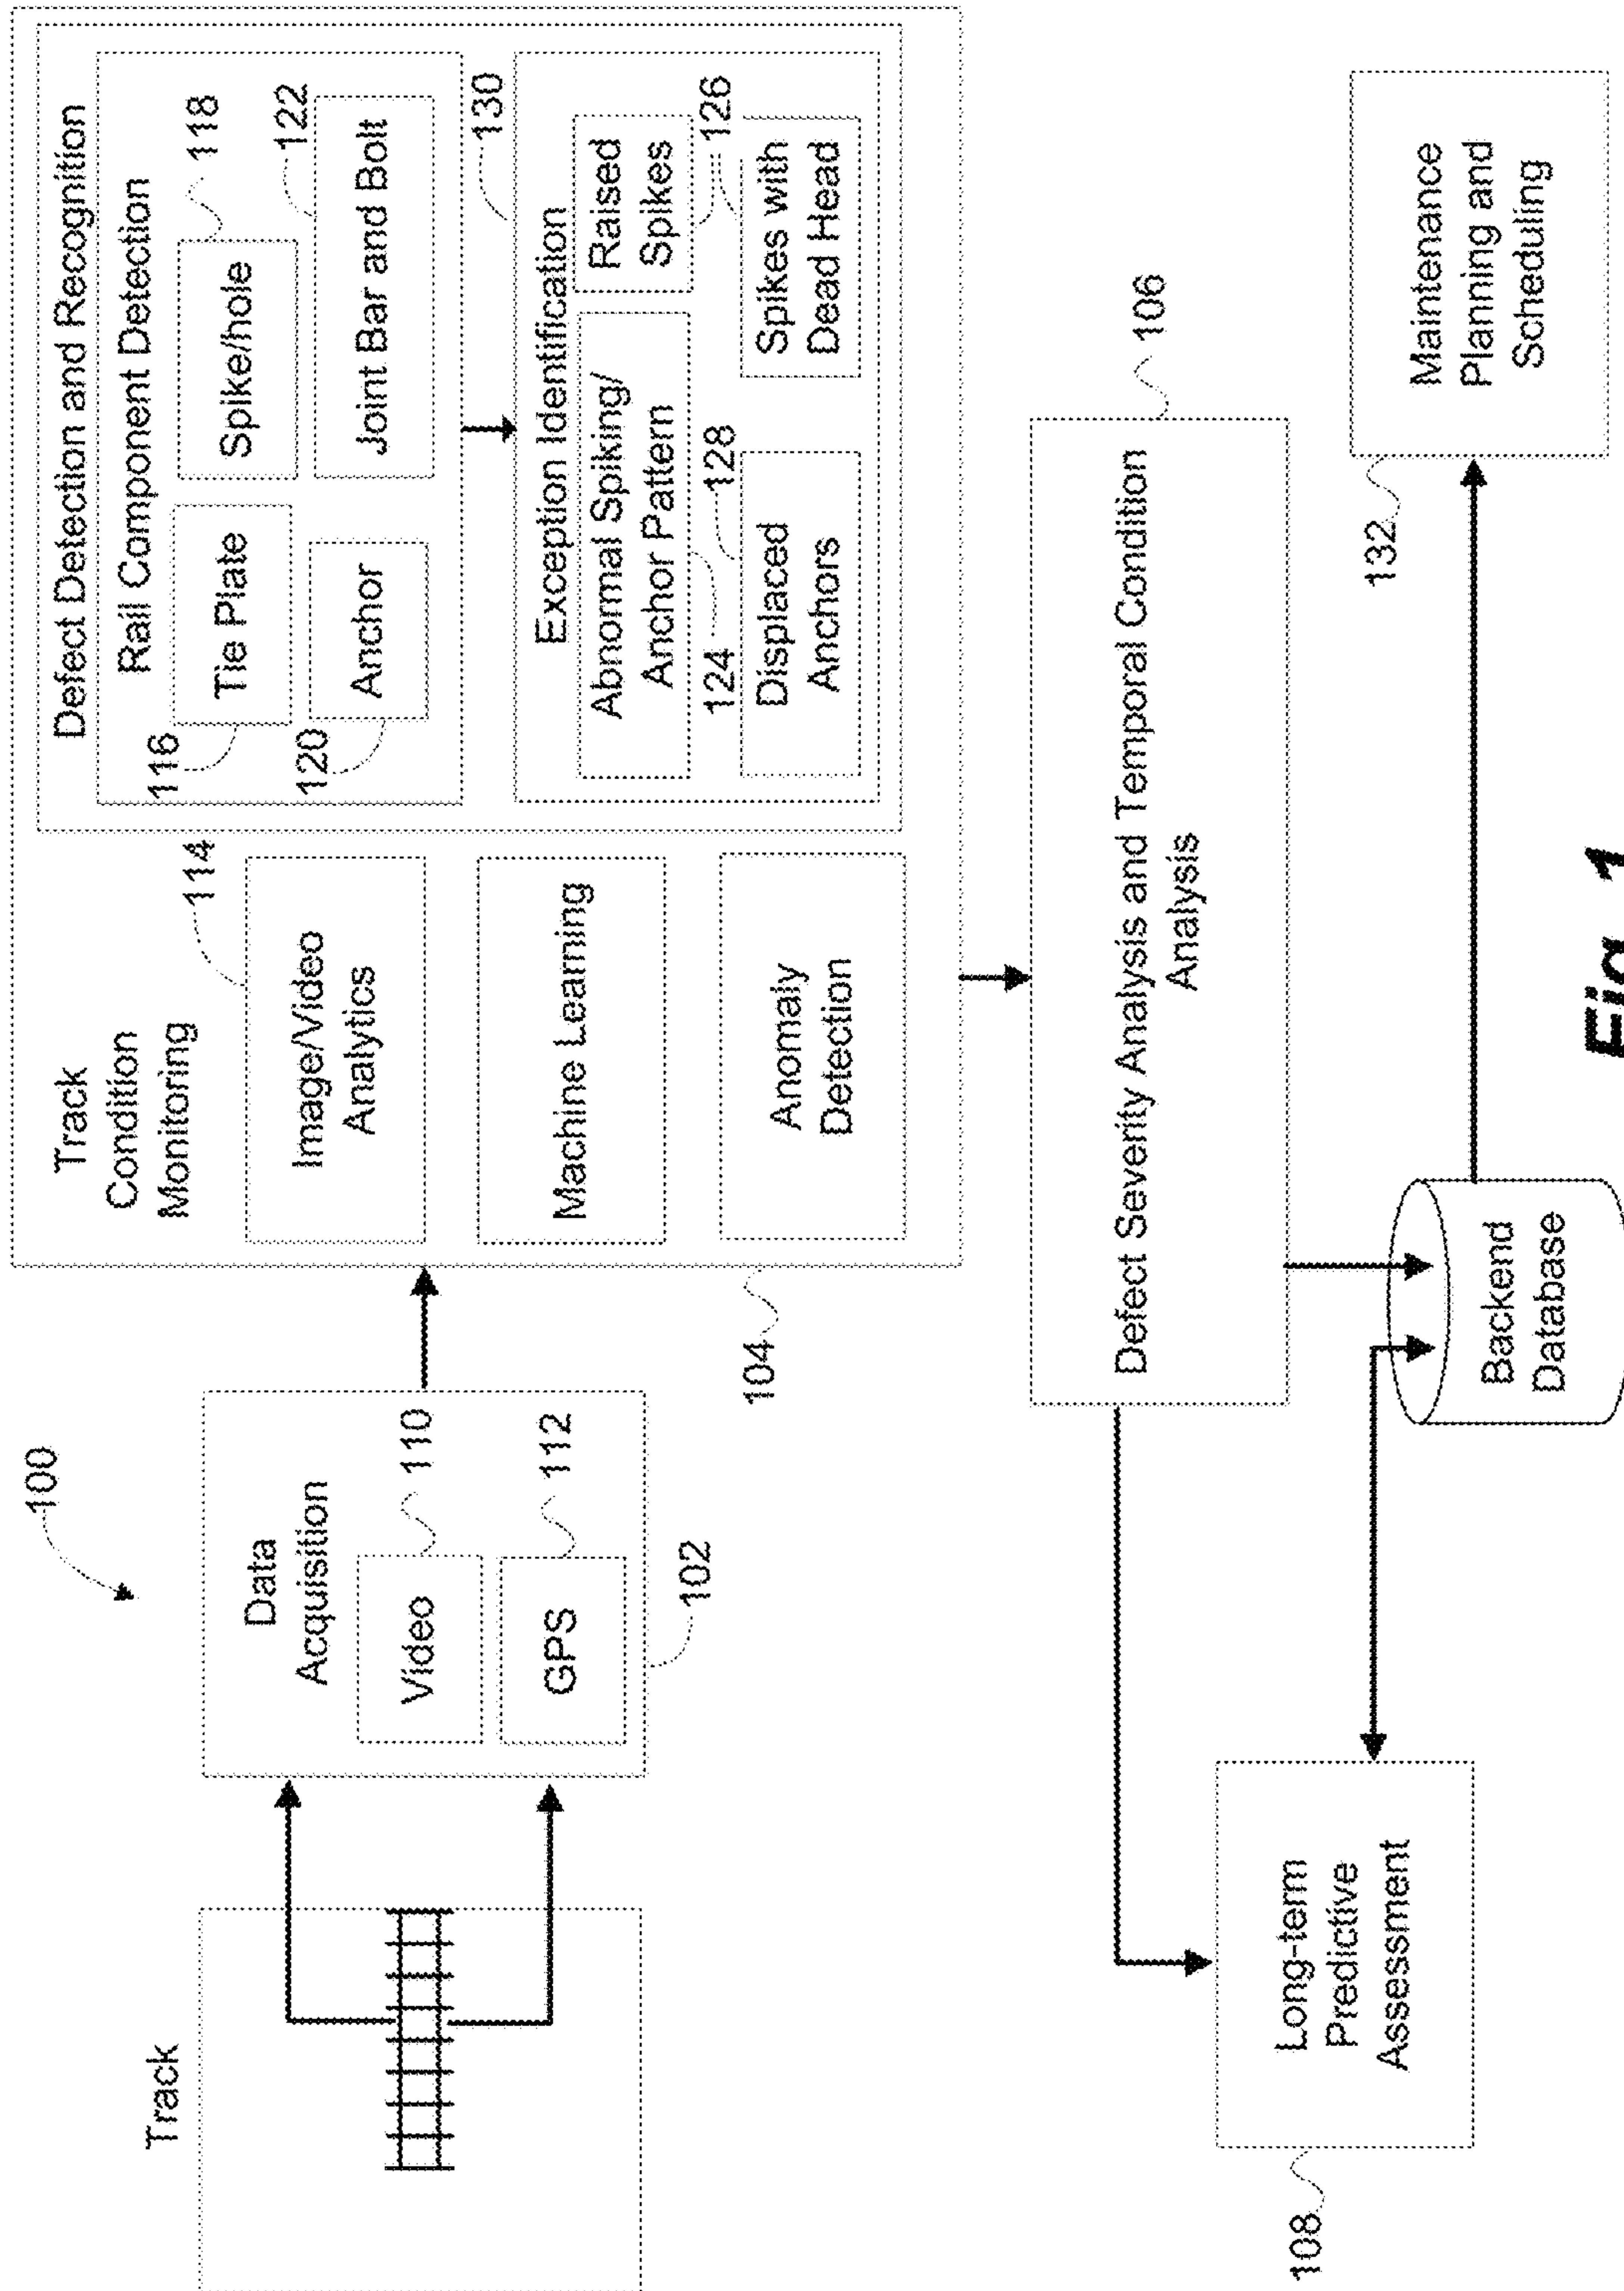 100
Track
Data
Acquisition
Video
110
GPS
112
102
Track
Condition
Monitoring
114
Image/Video
Analytics
Machine Learning
Anomaly
Detection
104
Defect Detection and Recognition
Rail Component Detection
116
Tie Plate
Spike/hole
118
120
Anchor
Joint Bar and Bolt
122
130
Exception Identification
Abnormal Spiking/
Anchor Pattern
124
Raised
Spikes
126
128
Displaced
Anchors
Spikes with
Dead Head
Defect Severity Analysis and Temporal Condition
Analysis
106
108
Long-term
Predictive
Assessment
Backend
Database
132
Maintenance
Planning and
Scheduling
Fig. 1